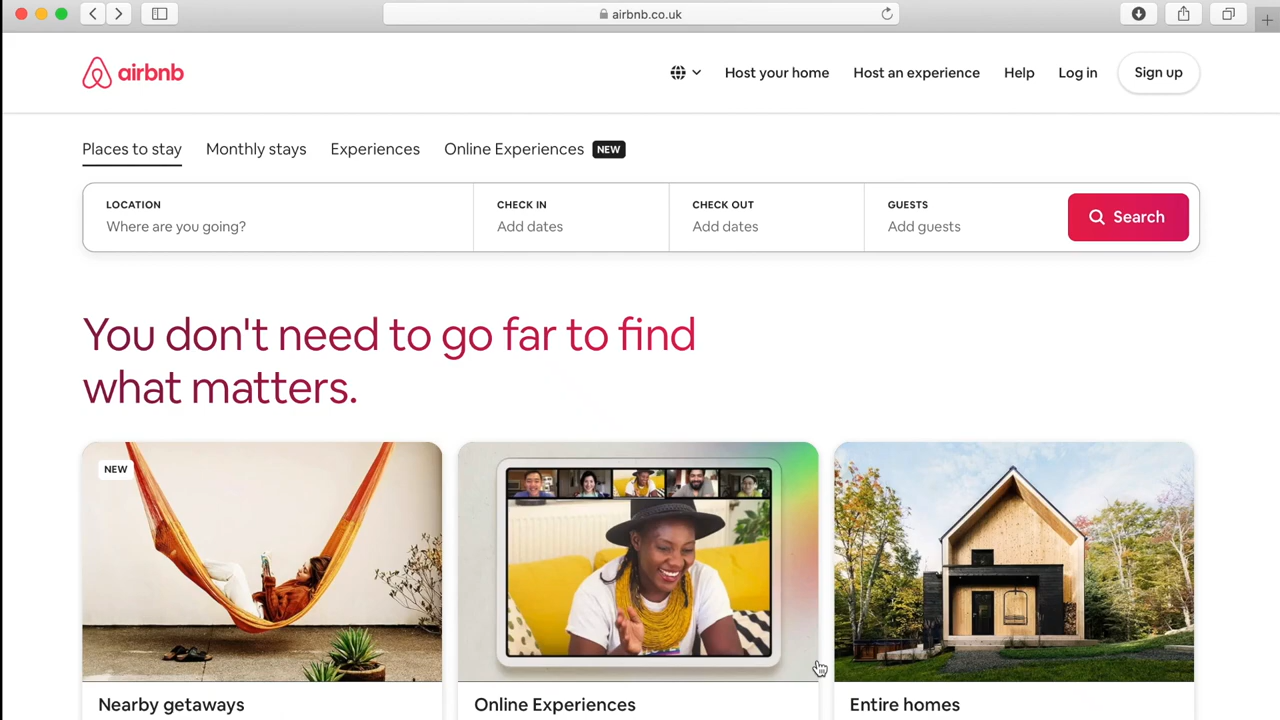 airbnb.co.uk
airbnb
Host your home
Host an experience
Help
Log in
Sign up
Places to stay
Monthly stays
Experiences
Online Experiences
NEW
LOCATION
Where are you going?
CHECK IN
Add dates
CHECK OUT
Add dates
GUESTS
Add guests
Search
You don't need to go far to find
what matters.
NEW
Nearby getaways
Online Experiences
Entire homes